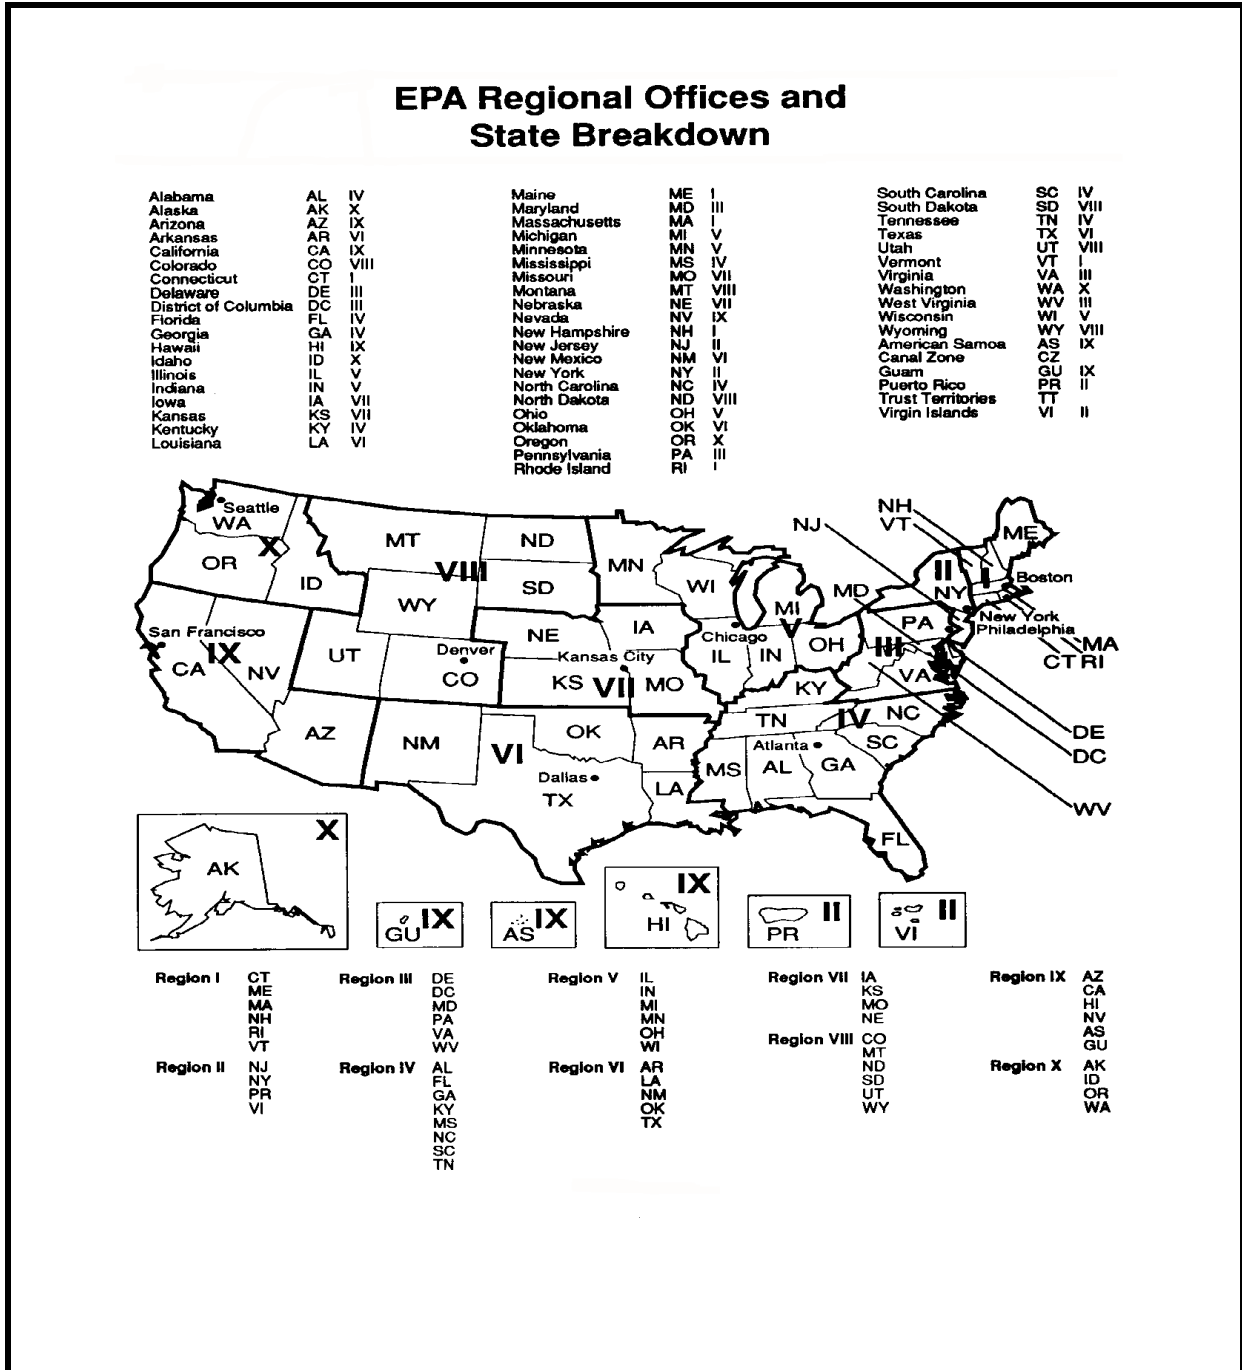 EPA Regional Offices and
State Breakdown
Alabama AL IV
Alaska AK X
Arizona AZ IX
Arkansas AR VI
California CA IX
Colorado CO VIII
Connecticut CT I
Delaware DE III
District of Columbia DC III
Florida FL IV
Georgia GA IV
Hawaii HI IX
Idaho ID X
Illinois IL V
Indiana IN V
Iowa IA VII
Kansas KS VII
Kentucky KY IV
Louisiana LA VI
Maine ME I
Maryland MD III
Massachusetts MA I
Michigan MI V
Minnesota MN V
Mississippi MS IV
Missouri MO VII
Montana MT VIII
Nebraska NE VII
Nevada NV IX
New Hampshire NH I
New Jersey NJ II
New Mexico NM VI
New York NY II
North Carolina NC IV
North Dakota ND VIII
Ohio OH V
Oklahoma OK VI
Oregon OR X
Pennsylvania PA III
Rhode Island RI I
South Carolina SC IV
South Dakota SD VIII
Tennessee TN IV
Texas TX VI
Utah UT VIII
Vermont VT I
Virginia VA III
Washington WA X
West Virginia WV III
Wisconsin WI V
Wyoming WY VIII
American Samoa AS IX
Canal Zone CZ
Guam GU IX
Puerto Rico PR II
Trust Territories TT
Virgin Islands VI II
Seattle
WA
X
OR
ID
MT
VIII
WY
ND
SD
MN
WI
MI
V
NJ
NH
VT
ME
II
I
NY
Boston
MD
New York
Philadelphia
PA
III
MA
CT RI
San Francisco
CA
IX
NV
UT
Denver
CO
NE
Kansas City
KS
VII
IA
MO
Chicago
IL
IN
OH
KY
VA
AZ
NM
VI
OK
Dallas
TX
AR
LA
TN
IV
NC
Atlanta
SC
MS
AL
GA
FL
DE
DC
WV
X
AK
IX
GU
IX
AS
IX
HI
II
PR
II
VI
Region I CT
ME
MA
NH
RI
VT
Region II NJ
NY
PR
VI
Region III DE
DC
MD
PA
VA
WV
Region IV AL
FL
GA
KY
MS
NC
SC
TN
Region V IL
IN
MI
MN
OH
WI
Region VI AR
LA
NM
OK
TX
Region VII IA
KS
MO
NE
Region VIII CO
MT
ND
SD
UT
WY
Region IX AZ
CA
HI
NV
AS
GU
Region X AK
ID
OR
WA